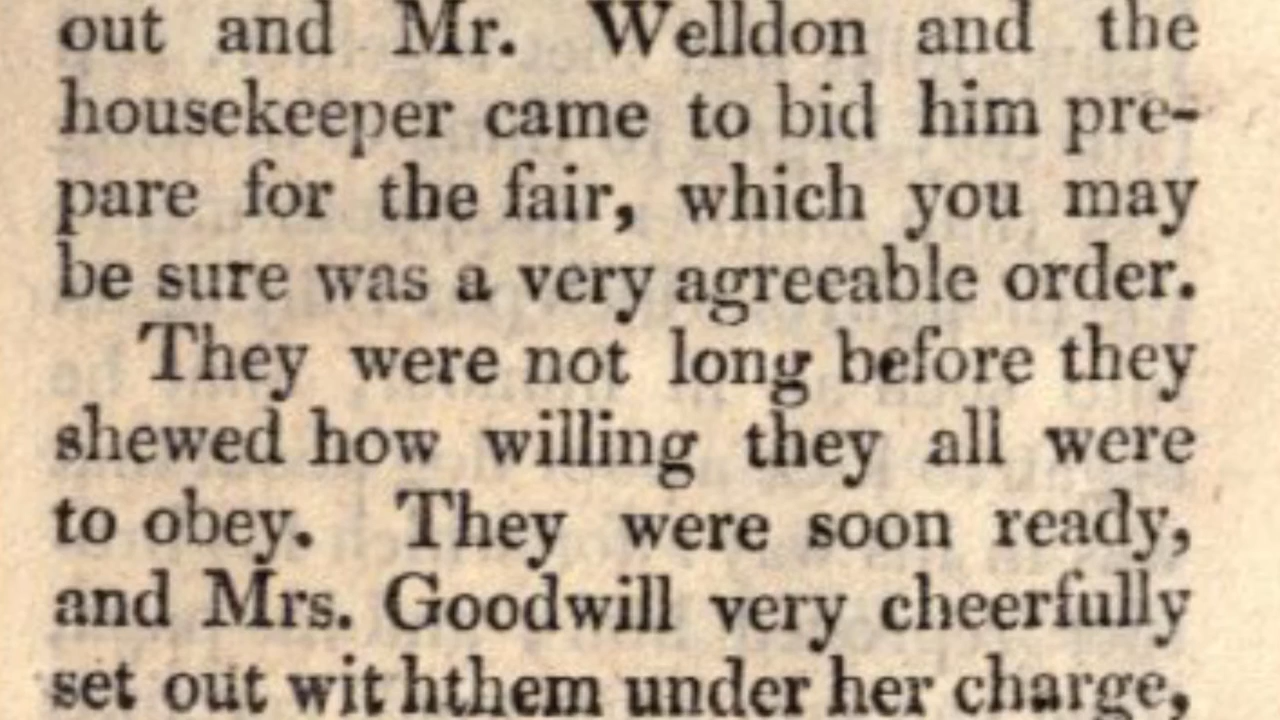 out and Mr. Welldon and the
housekeeper came to bid him pre-
pare for the fair, which you may
be sure was a very agreeable order.
They were not long before they
shewed how willing they all were
to obey. They were soon ready,
and Mrs. Goodwill very cheerfully
set out wit hthem under her charge,